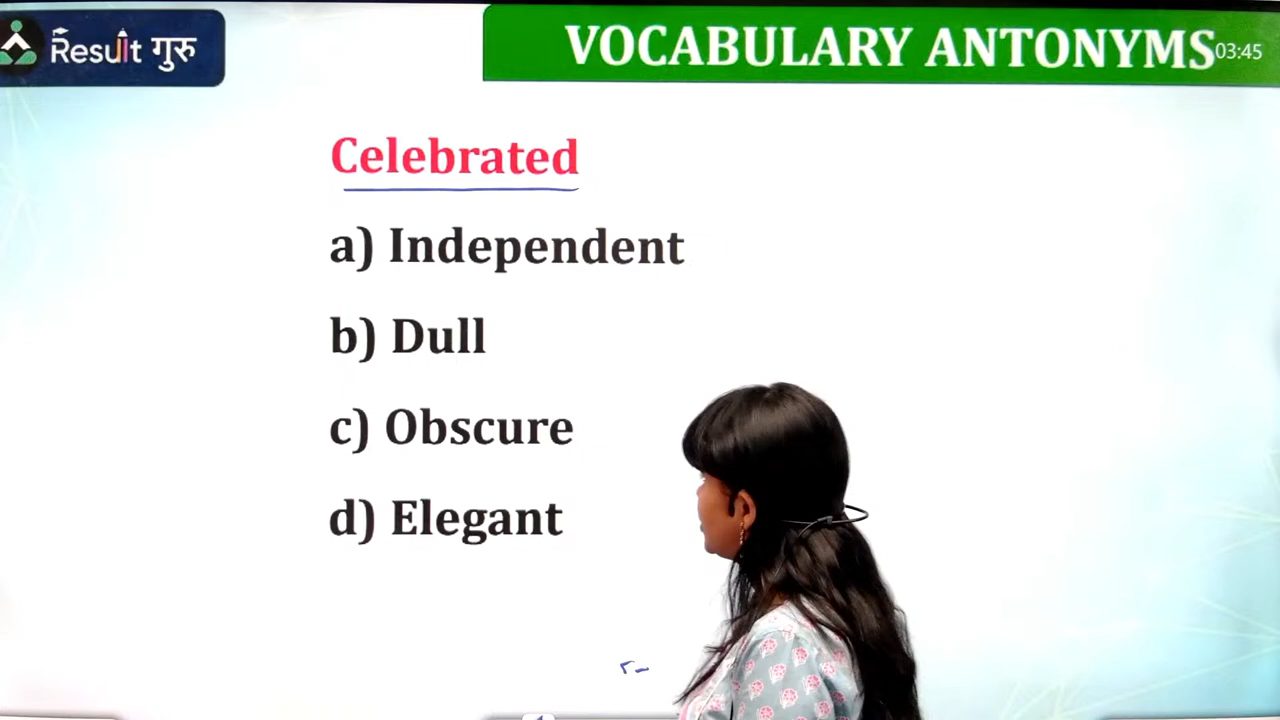 Result गुरु
VOCABULARY ANTONYMS
03:45
Celebrated
a) Independent
b) Dull
c) Obscure
d) Elegant